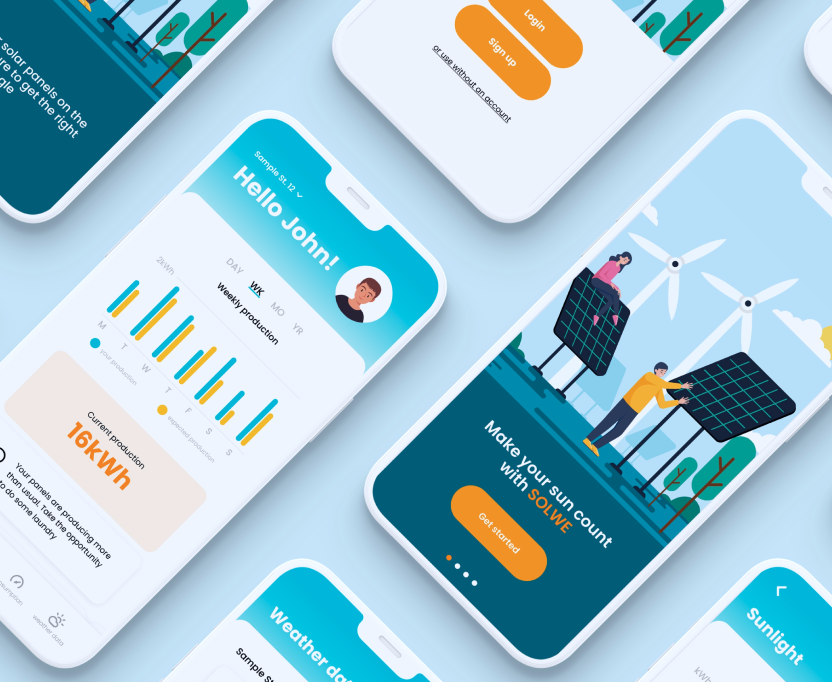 solar panels on the
re to get the right
gle
Login
Sign up
or use without an account
Sample St. 12
Hello John!
DAY
WK
MO
YR
Weekly production
2kWh
M
T
W
T
F
S
S
your production
expected production
Current production
16kWh
Your panels are producing more
than usual. Take the opportunity
to do some laundry
weather data
Make your sun count
with SOLWE
Get started
Weather da
Sample St
Sunlight
kWh